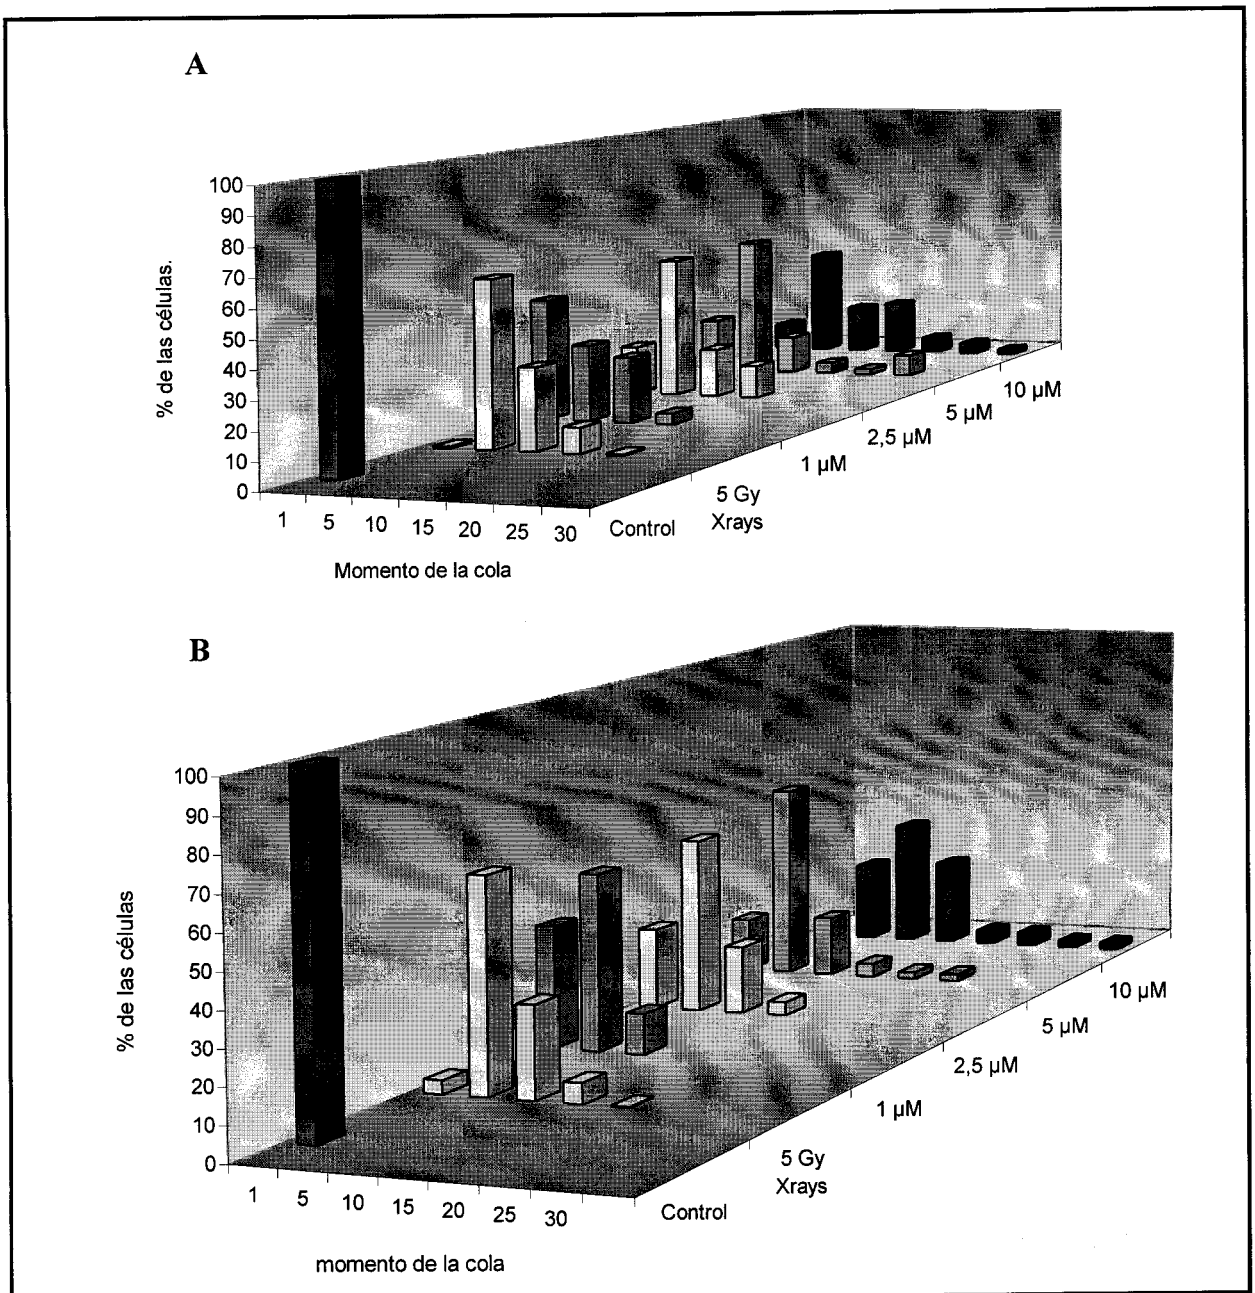 A
100
90
80
70
60
50
40
30
20
10
0
% de las células.
1 5 10 15 20 25 30
Momento de la cola
Control
5 Gy
Xrays
1 µM
2,5 µM
5 µM
10 µM
B
100
90
80
70
60
50
40
30
20
10
0
% de las células
1 5 10 15 20 25 30
momento de la cola
Control
5 Gy
Xrays
1 µM
2,5 µM
5 µM
10 µM